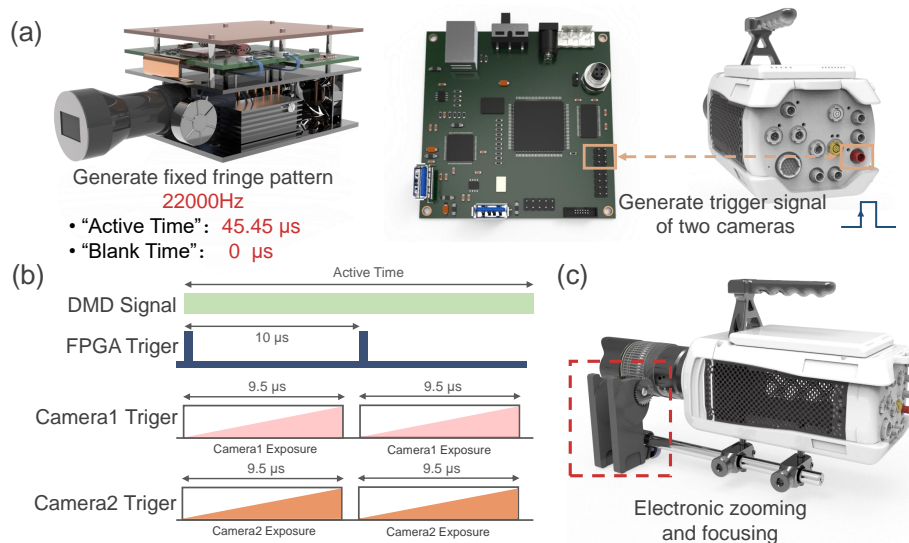 (a)
Generate fixed fringe pattern
22000Hz
• “Active Time”: 45.45 μs
• “Blank Time”: 0 μs
Generate trigger signal
of two cameras
(b)
Active Time
DMD Signal
FPGA Triger
10 μs
9.5 μs
9.5 μs
Camera1 Triger
Camera1 Exposure
Camera1 Exposure
9.5 μs
9.5 μs
Camera2 Triger
Camera2 Exposure
Camera2 Exposure
(c)
Electronic zooming
and focusing